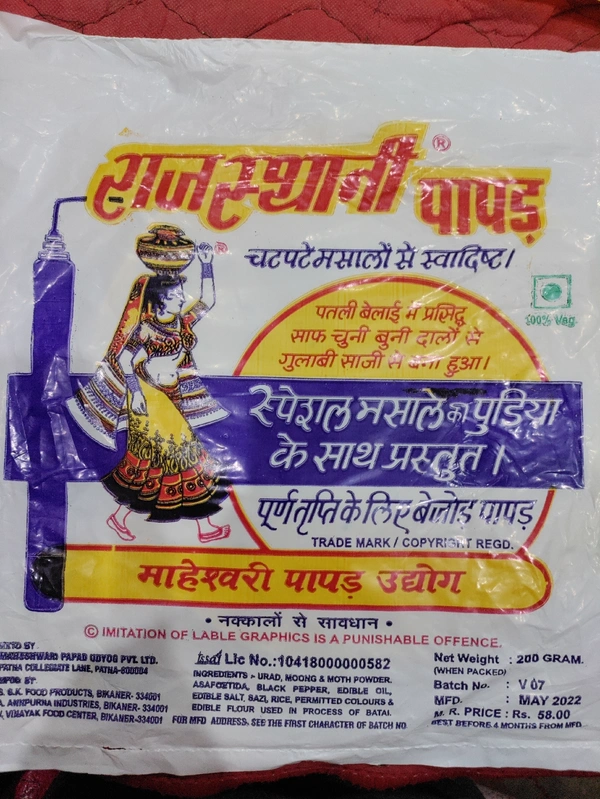 राजस्थानी ® पापड़
®
चटपटे मसालों से स्वादिष्ट।
पतली बेलाई में प्रसिद्ध
साफ चुनी बुनी दालों से
गुलाबी साजी से बना हुआ।
100% Veg.
स्पेशल मसाले की पुडिया
के साथ प्रस्तुत।
पूर्ण तृप्ति के लिए बेजोड़ पापड़
TRADE MARK / COPYRIGHT REGD.
माहेश्वरी पापड़ उद्योग
• नक्कालों से सावधान •
© IMITATION OF LABLE GRAPHICS IS A PUNISHABLE OFFENCE.
BY
MAHESHWARI PAPAD UDYOG PVT. LTD.
PATNA COLLEGIATE LANE, PATNA-800004
BY
S.K. FOOD PRODUCTS, BIKANER- 334001
ANNPURNA INDUSTRIES, BIKANER- 334001
VINAYAK FOOD CENTER, BIKANER-334001
fssai Lic No.:10418000000582
INGREDIENTS :- URAD, MOONG & MOTH POWDER.
ASAFOETIDA, BLACK PEPPER, EDIBLE OIL,
EDIBLE SALT, SAZI, RICE, PERMITTED COLOURS &
EDIBLE FLOUR USED IN PROCESS OF BATAI.
FOR MFD ADDRESS. SEE THE FIRST CHARACTER OF BATCH NO
Net Weight : 200 GRAM.
(WHEN PACKED)
Batch No. : V 07
MFD. : MAY 2022
M. R. PRICE : Rs. 58.00
BEST BEFORE 4 MONTHS FROM MFD.